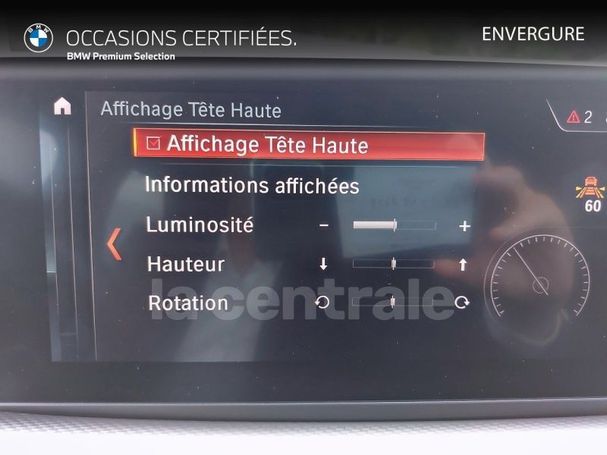 BMW
OCCASIONS CERTIFIÉES.
BMW Premium Selection
ENVERGURE
Affichage Tête Haute
2
Affichage Tête Haute
Informations affichées
Luminosité - +
60
Hauteur
Rotation
la centrale